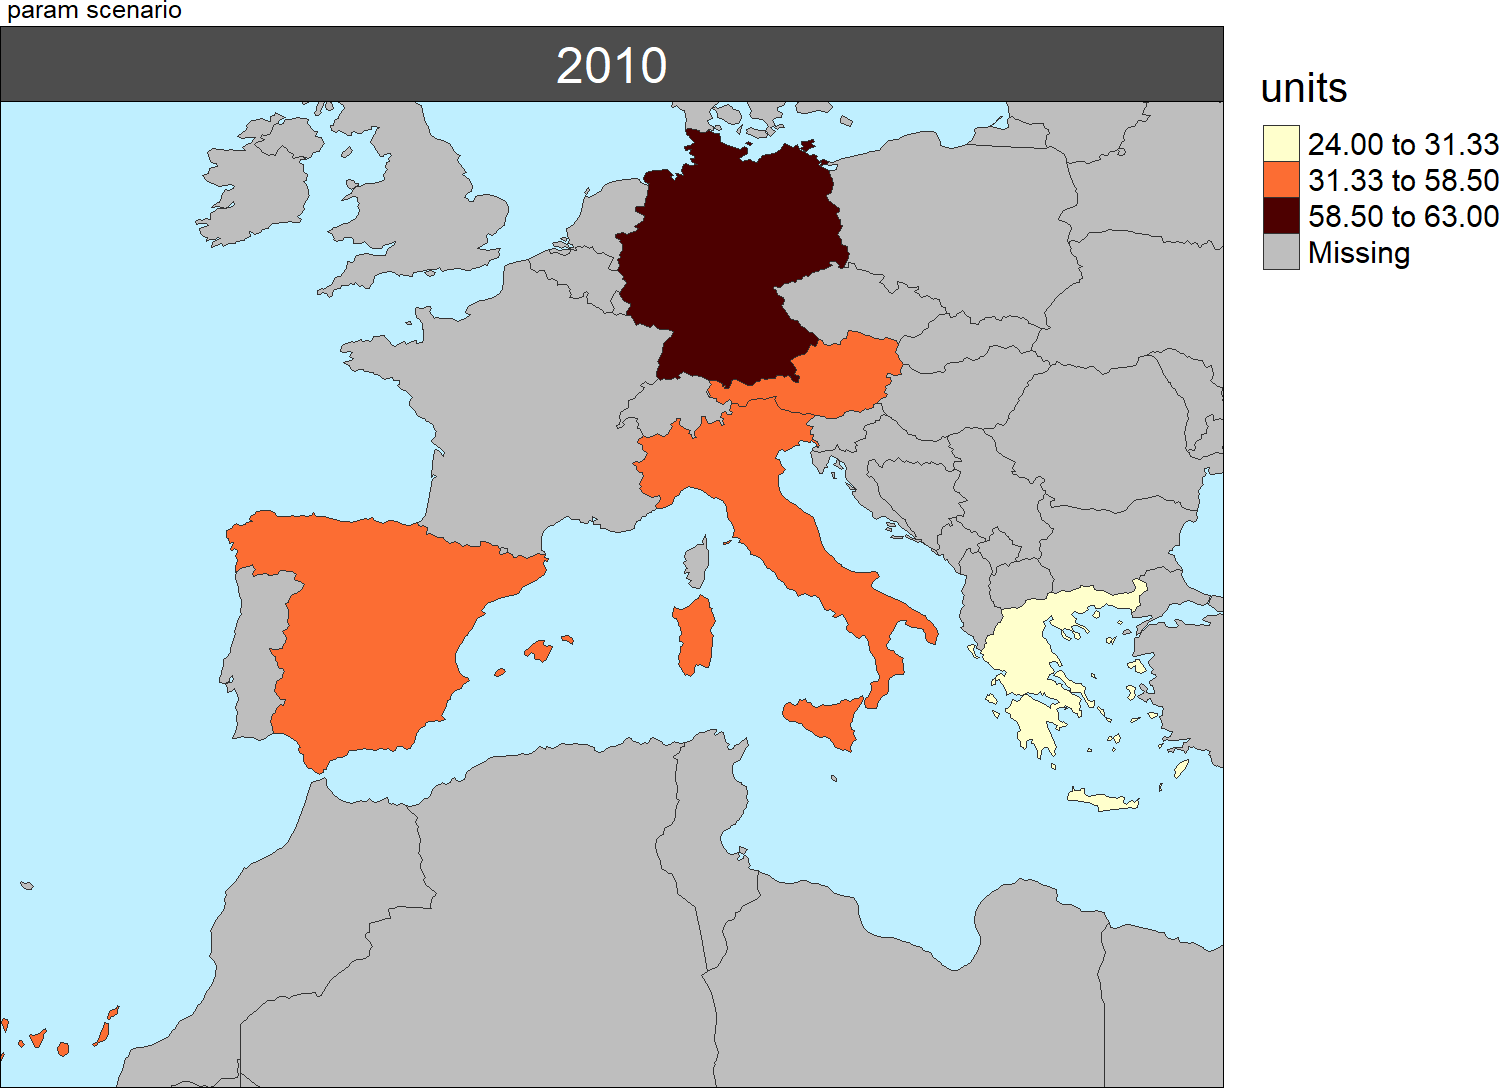 param scenario
2010
units
24.00 to 31.33
31.33 to 58.50
58.50 to 63.00
Missing